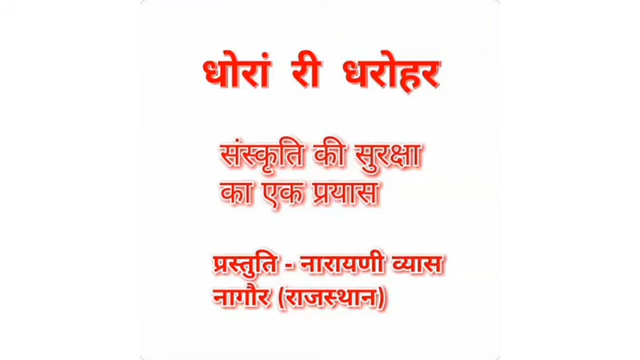 धोरां री धरोहर
संस्कृति की सुरक्षा
का एक प्रयास
प्रस्तुति - नारायणी व्यास
नागौर (राजस्थान)